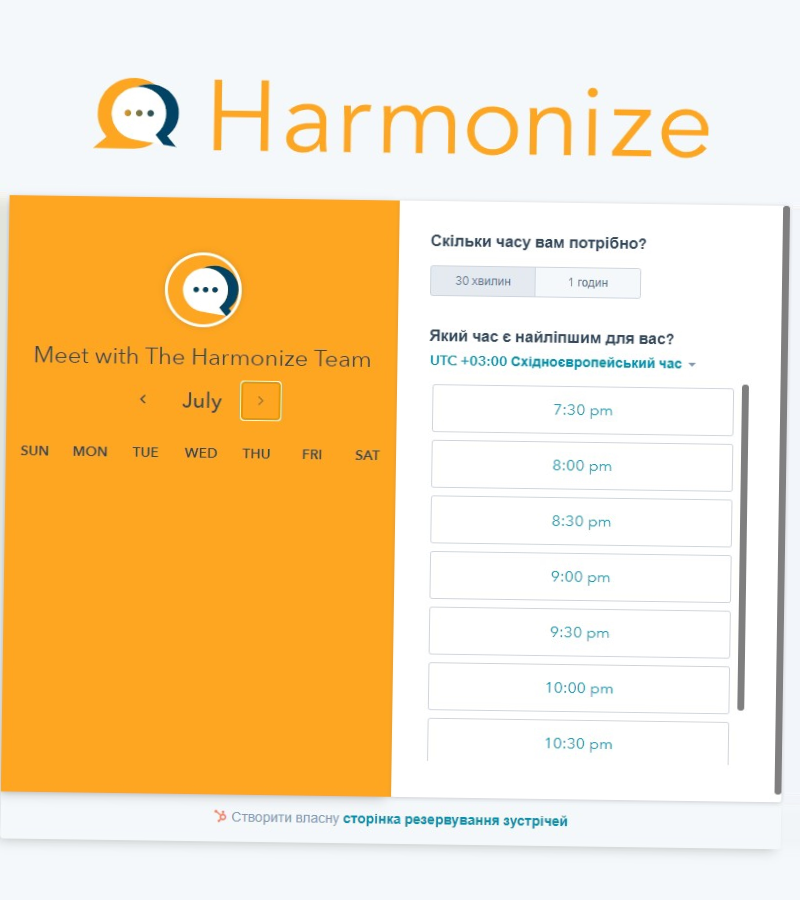 Harmonize
Meet with The Harmonize Team
July
SUN MON TUE WED THU FRI SAT
Скільки часу вам потрібно?
30 хвилин 1 годин
Який час є найліпшим для вас?
UTC +03:00 Східноєвропейський час
7:30 pm
8:00 pm
8:30 pm
9:00 pm
9:30 pm
10:00 pm
10:30 pm
Створити власну сторінка резервування зустрічей